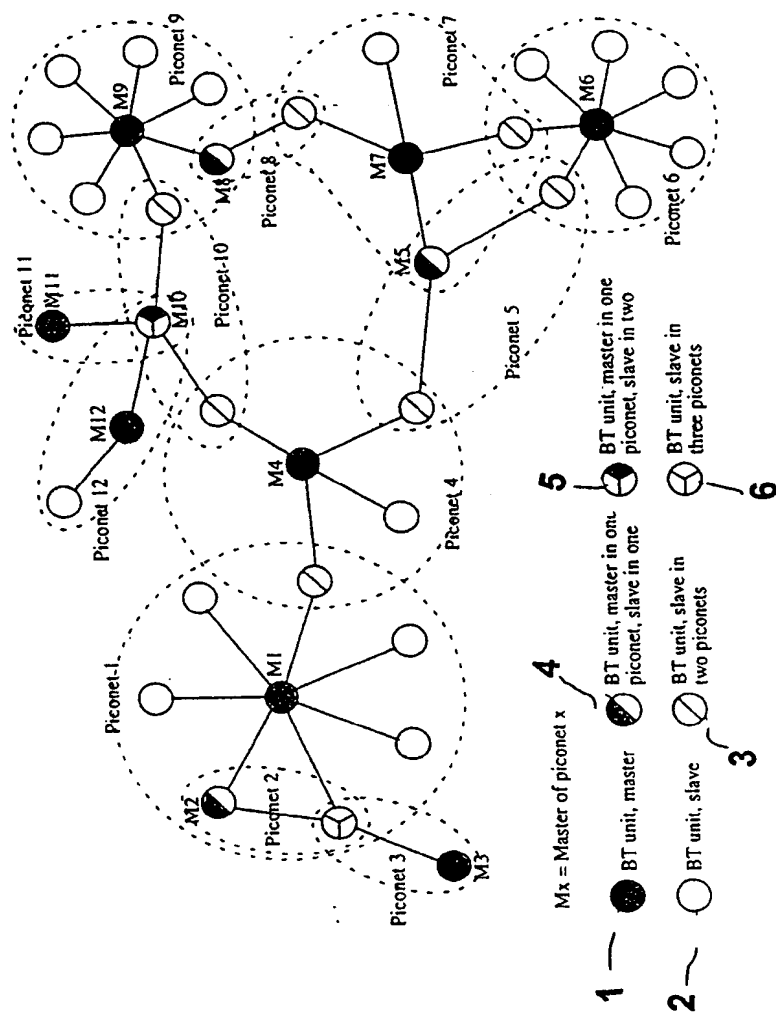 Piconet 11
M11
Piconet 9
M9
M12
M10
Piconet 12
Piconet-10
M8
Piconet 8
Piconet 7
M7
M4
Piconet 4
M5
Piconet 5
M6
Piconet 6
Piconet-1
M1
M2
Piconet 2
Piconet 3
M3
Mx = Master of piconet x
1
BT unit, master
2
BT unit, slave
4
BT unit, master in one
piconet, slave in one
3
BT unit, slave in
two piconets
5
BT unit, master in one
piconet, slave in two
6
BT unit, slave in
three piconets